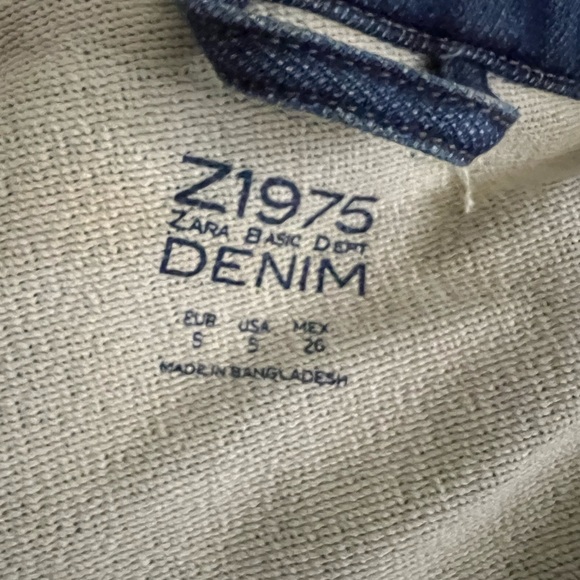 Z1975
ZARA BASIC DEPT
DENIM
EUR USA MEX
S S 26
MADE IN BANGLADESH